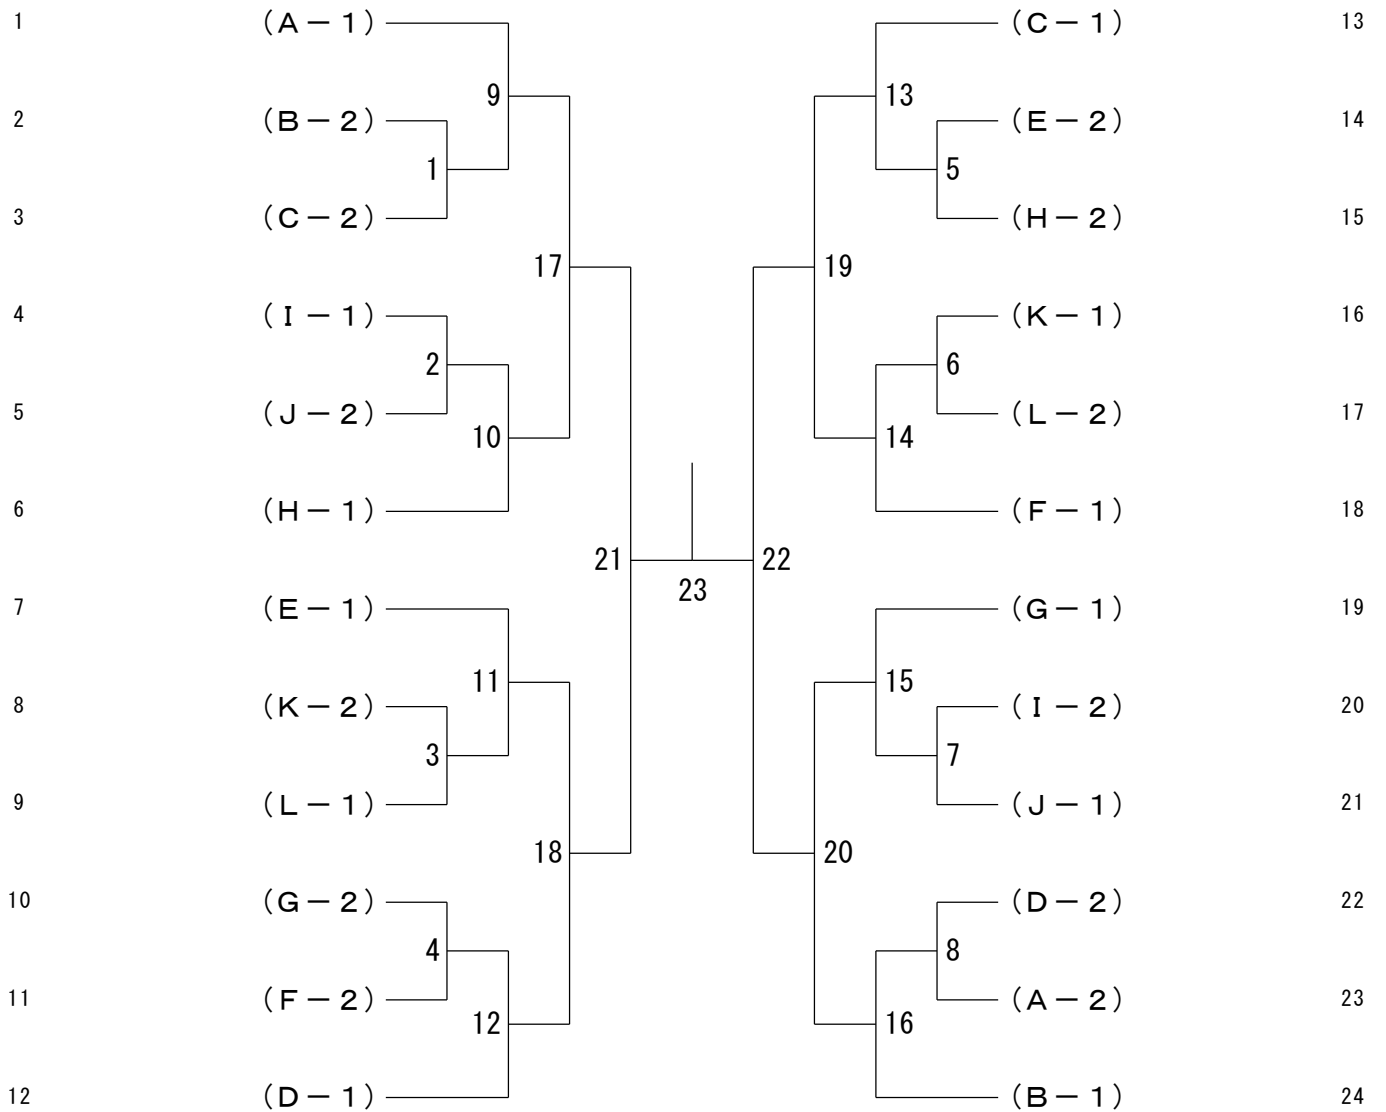 1 （A－1） （C－1） 13
9 13
2 （B－2） （E－2） 14
1 5
3 （C－2） （H－2） 15
17 19
4 （I－1） （K－1） 16
2 6
5 （J－2） （L－2） 17
10 14
6 （H－1） （F－1） 18
21 22
23
7 （E－1） （G－1） 19
11 15
8 （K－2） （I－2） 20
3 7
9 （L－1） （J－1） 21
18 20
10 （G－2） （D－2） 22
4 8
11 （F－2） （A－2） 23
12 16
12 （D－1） （B－1） 24